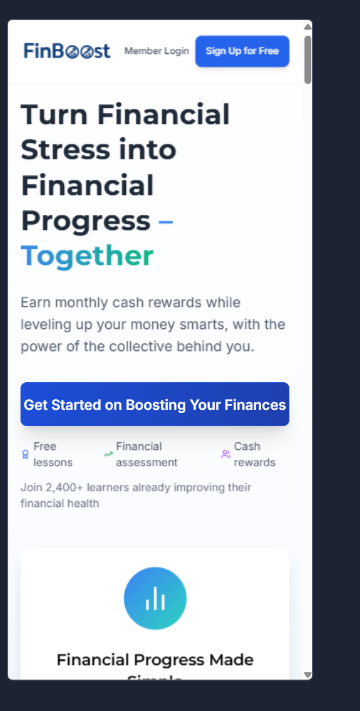 FinBoost
Member Login
Sign Up for Free
Turn Financial
Stress into
Financial
Progress –
Together
Earn monthly cash rewards while
leveling up your money smarts, with the
power of the collective behind you.
Get Started on Boosting Your Finances
Free
lessons
Financial
assessment
Cash
rewards
Join 2,400+ learners already improving their
financial health
Financial Progress Made
Simple